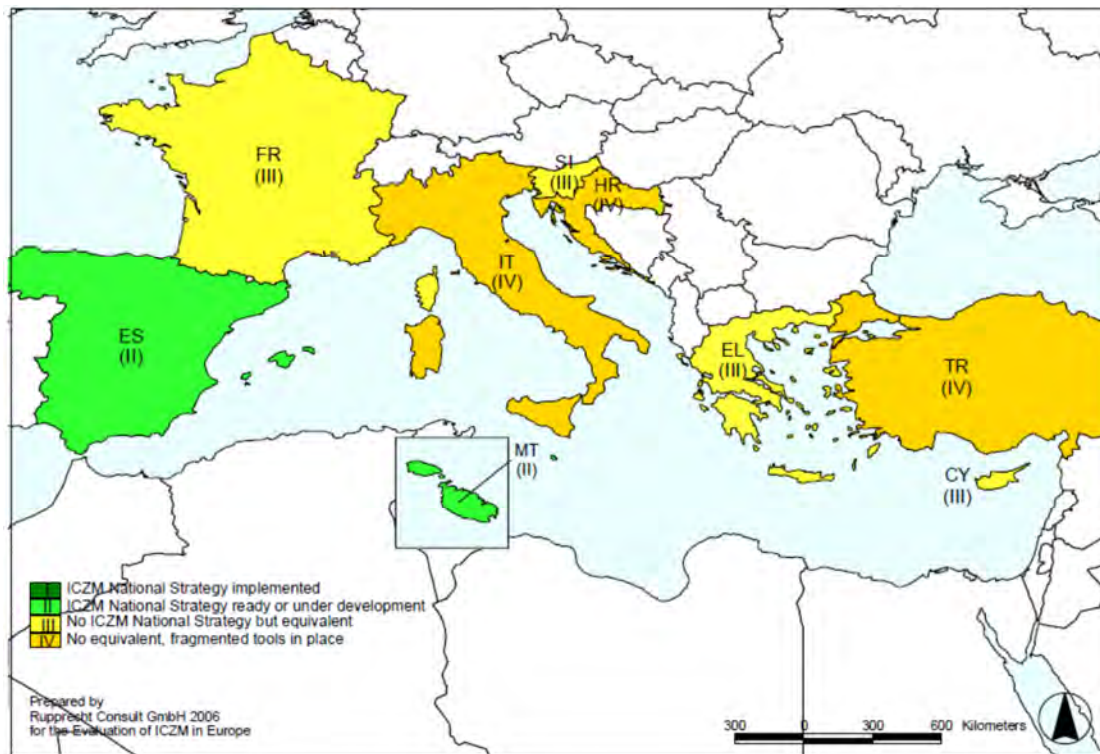 FR
(III)
SI
(III)
HR
(IV)
IT
(IV)
ES
(II)
EL
(III)
TR
(IV)
MT
(II)
CY
(III)
I ICZM National Strategy implemented
II ICZM National Strategy ready or under development
III No ICZM National Strategy but equivalent
IV No equivalent, fragmented tools in place
Prepared by
Rupprecht Consult GmbH 2006
for the Evaluation of ICZM in Europe
300 0 300 600 Kilometers